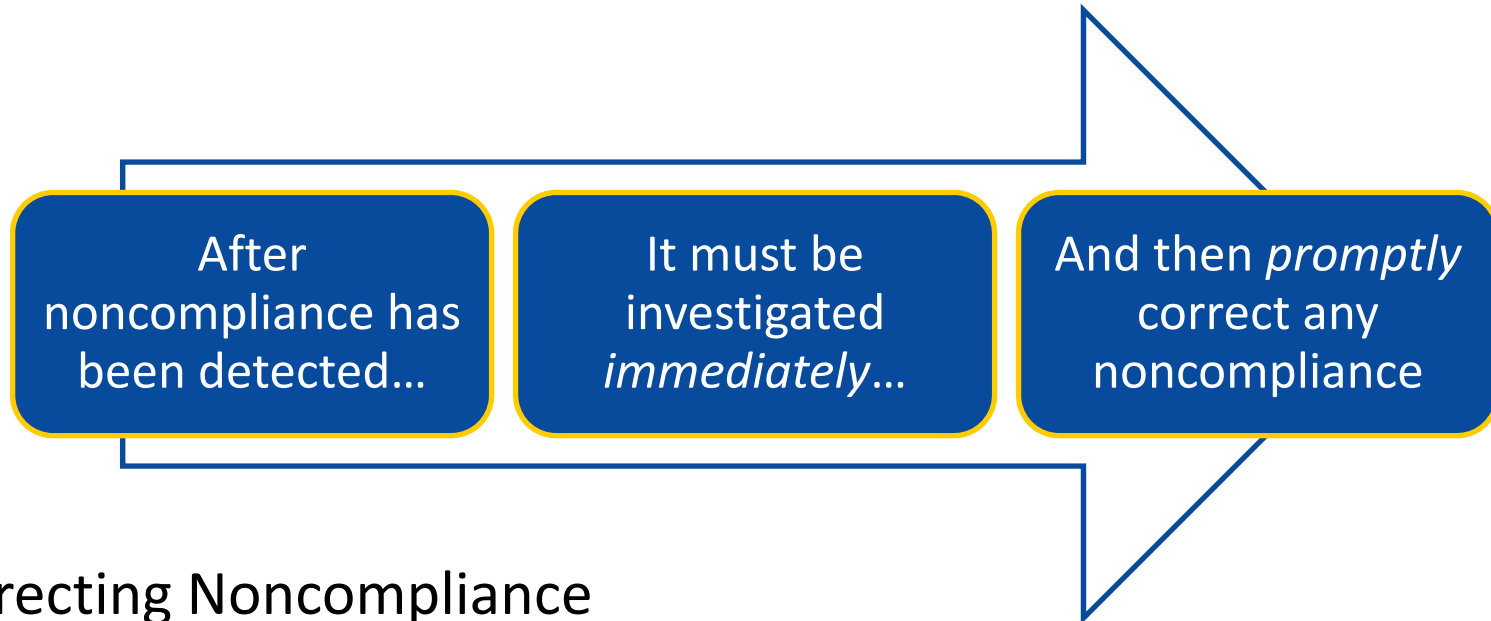 After
noncompliance has
been detected…
It must be
investigated
immediately…
And then promptly
correct any
noncompliance
recting Noncompliance